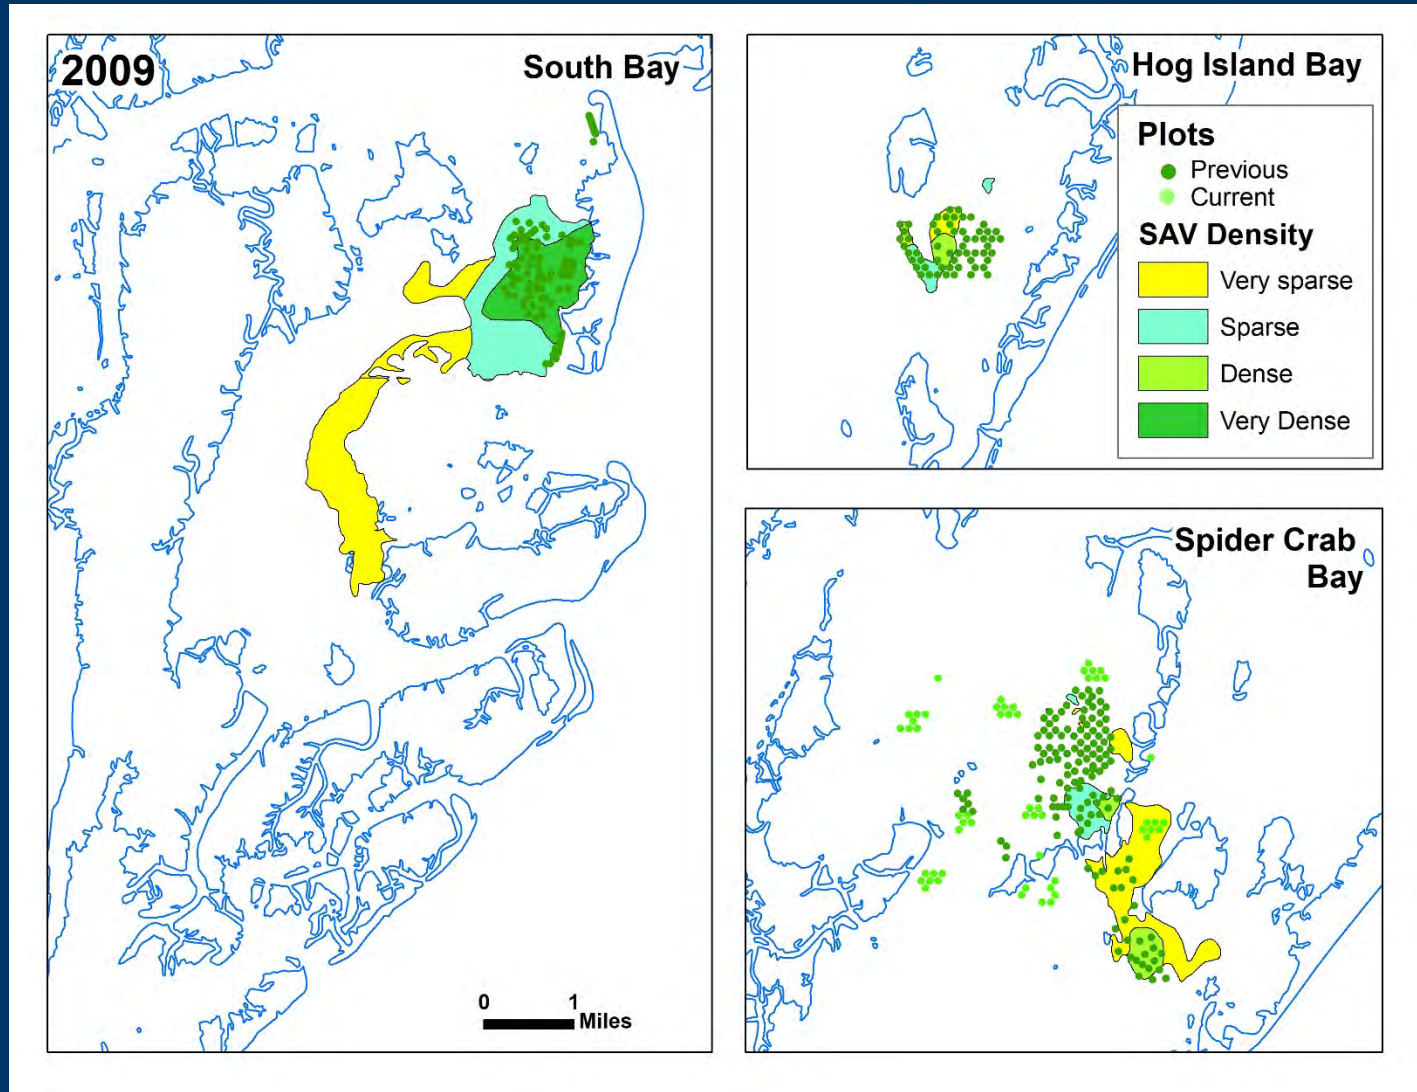 2009
South Bay
Hog Island Bay
Plots
Previous
Current
SAV Density
Very sparse
Sparse
Dense
Very Dense
Spider Crab
Bay
0 1
Miles